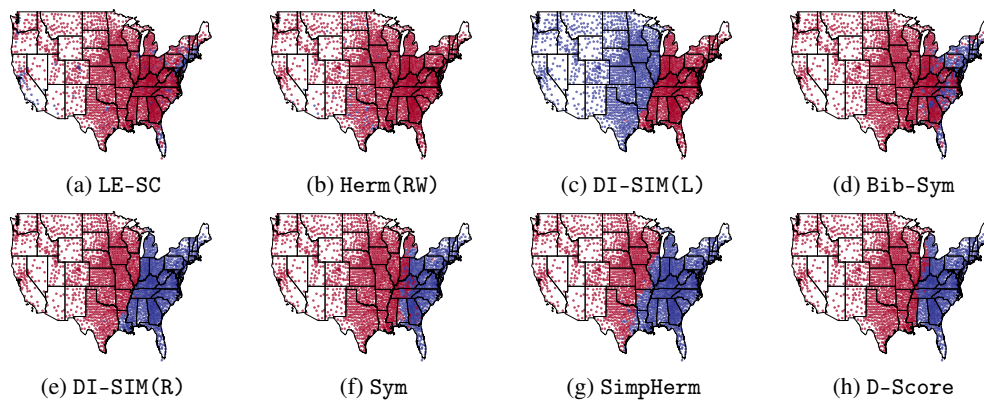 (a) LE-SC
(b) Herm(RW)
(c) DI-SIM(L)
(d) Bib-Sym
(e) DI-SIM(R)
(f) Sym
(g) SimpHerm
(h) D-Score